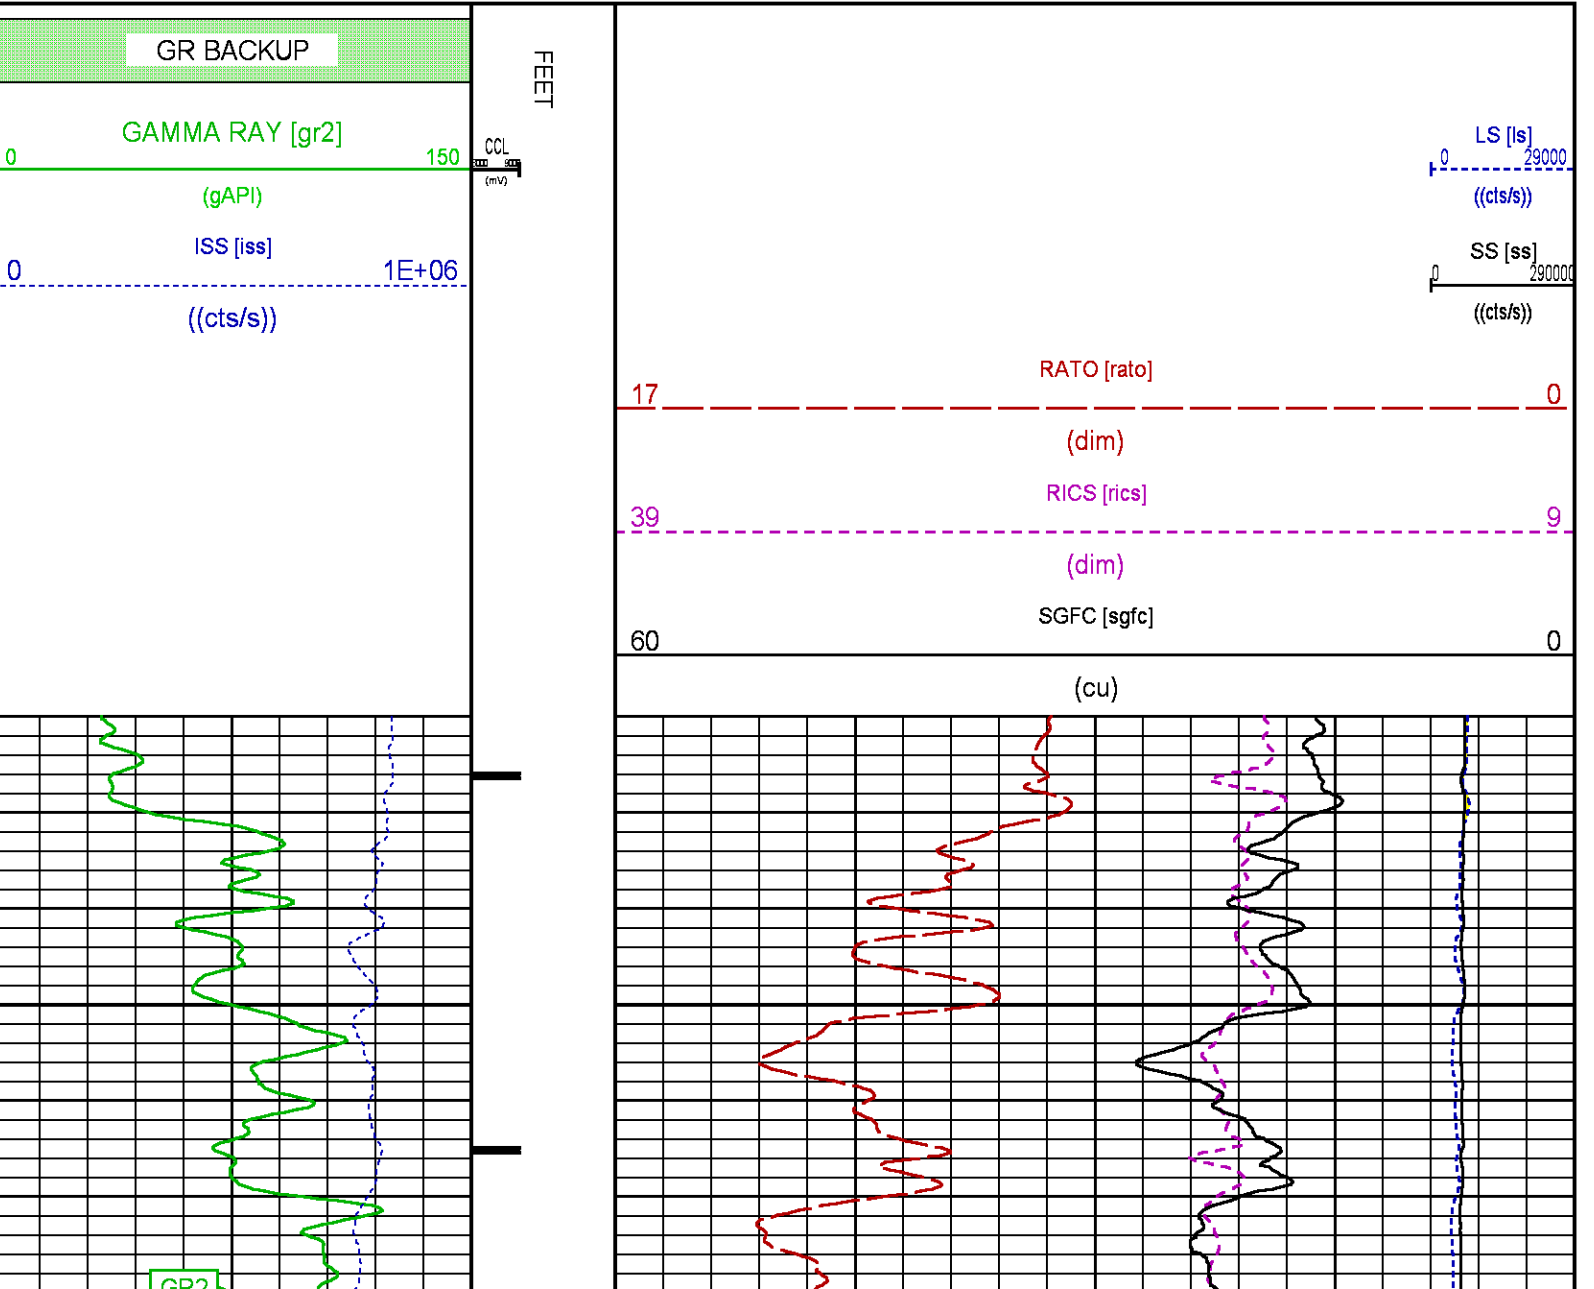 GR BACKUP
FEET
GAMMA RAY [gr2]
0 150
(gAPI)
CCL
(mV)
LS [ls]
0 29000
((cts/s))
ISS [iss]
0 1E+06
((cts/s))
SS [ss]
0 290000
((cts/s))
RATO [rato]
17 0
(dim)
RICS [rics]
39 9
(dim)
SGFC [sgfc]
60 0
(cu)
GR2